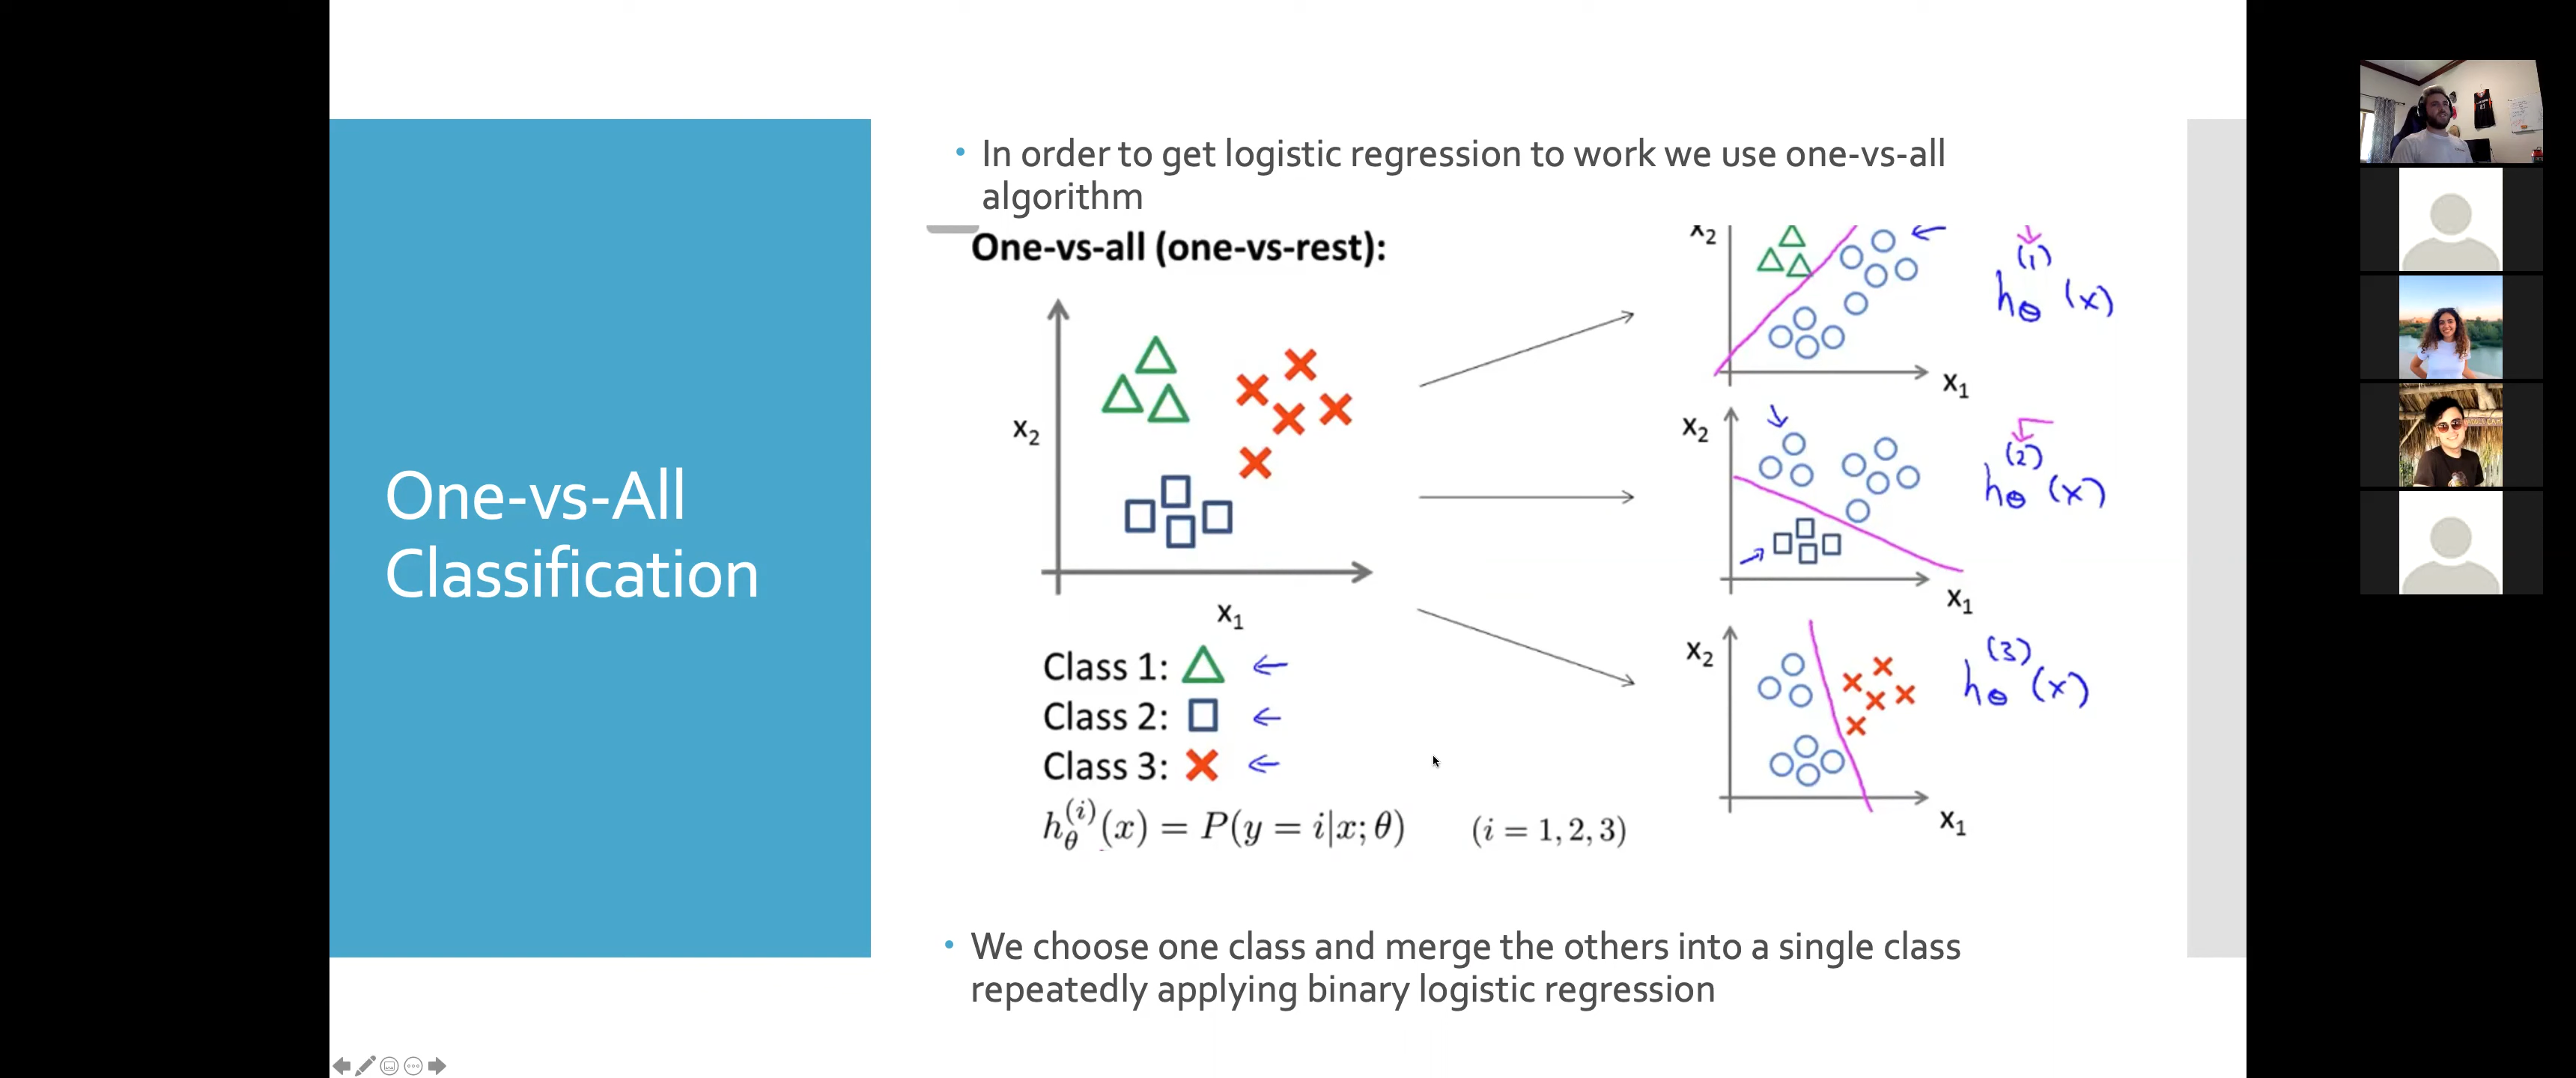 One-vs-All
Classification
• In order to get logistic regression to work we use one-vs-all
algorithm
One-vs-all (one-vs-rest):
x₂
x₁
Class 1:
Class 2:
Class 3:
h_θ^(i)(x) = P(y = i|x; θ)   (i = 1, 2, 3)
x₂
x₁
h_θ^(1)(x)
x₂
x₁
h_θ^(2)(x)
x₂
x₁
h_θ^(3)(x)
• We choose one class and merge the others into a single class
repeatedly applying binary logistic regression